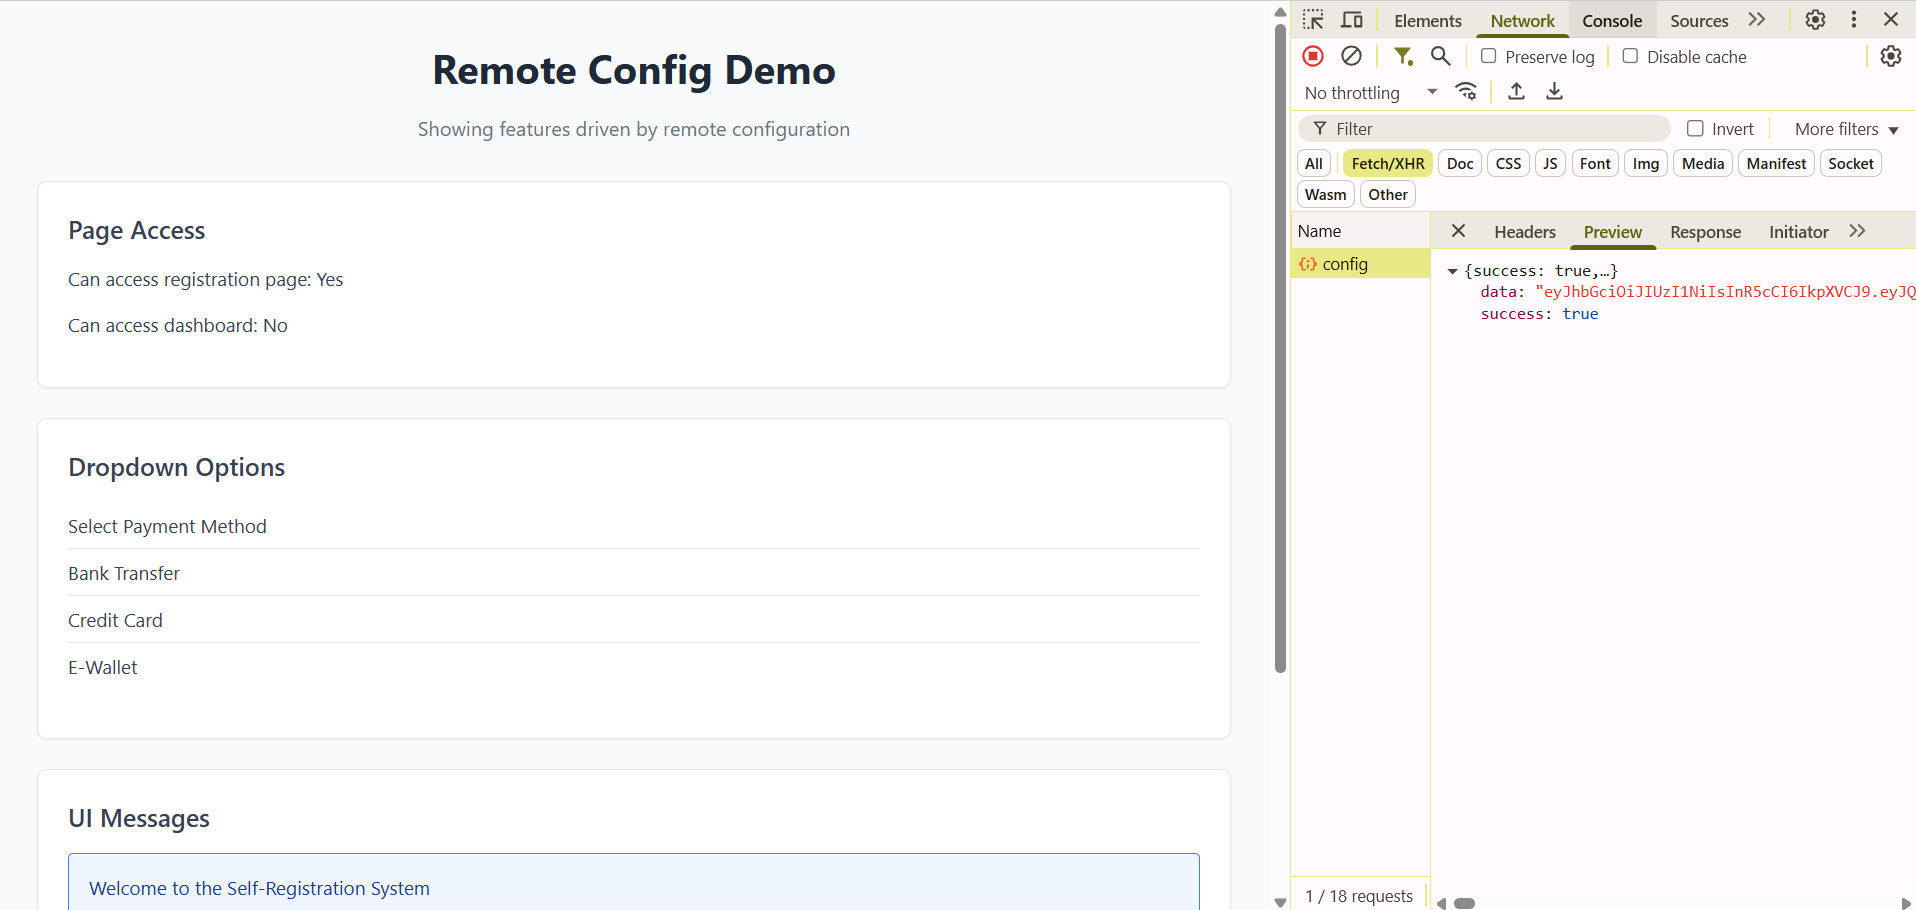 Remote Config Demo
Showing features driven by remote configuration
Page Access
Can access registration page: Yes
Can access dashboard: No
Dropdown Options
Select Payment Method
Bank Transfer
Credit Card
E-Wallet
UI Messages
Welcome to the Self-Registration System
Elements Network Console Sources
Preserve log Disable cache
No throttling
Filter Invert More filters
All Fetch/XHR Doc CSS JS Font Img Media Manifest Socket
Wasm Other
Name Headers Preview Response Initiator
config
{success: true,…}
data: "eyJhbGciOiJIUzI1NiIsInR5cCI6IkpXVCJ9.eyJQ
success: true
1 / 18 requests